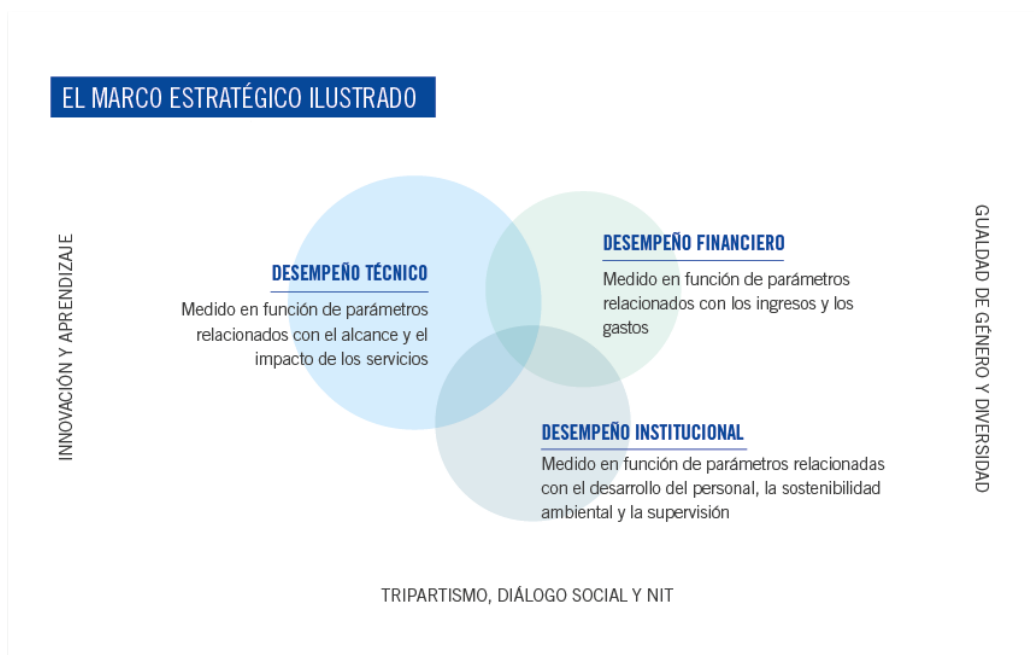 EL MARCO ESTRATÉGICO ILUSTRADO
INNOVACIÓN Y APRENDIZAJE
DESEMPEÑO TÉCNICO
Medido en función de parámetros
relacionados con el alcance y el
impacto de los servicios
DESEMPEÑO FINANCIERO
Medido en función de parámetros
relacionados con los ingresos y los
gastos
DESEMPEÑO INSTITUCIONAL
Medido en función de parámetros relacionadas
con el desarrollo del personal, la sostenibilidad
ambiental y la supervisión
GUALDAD DE GÉNERO Y DIVERSIDAD
TRIPARTISMO, DIÁLOGO SOCIAL Y NIT